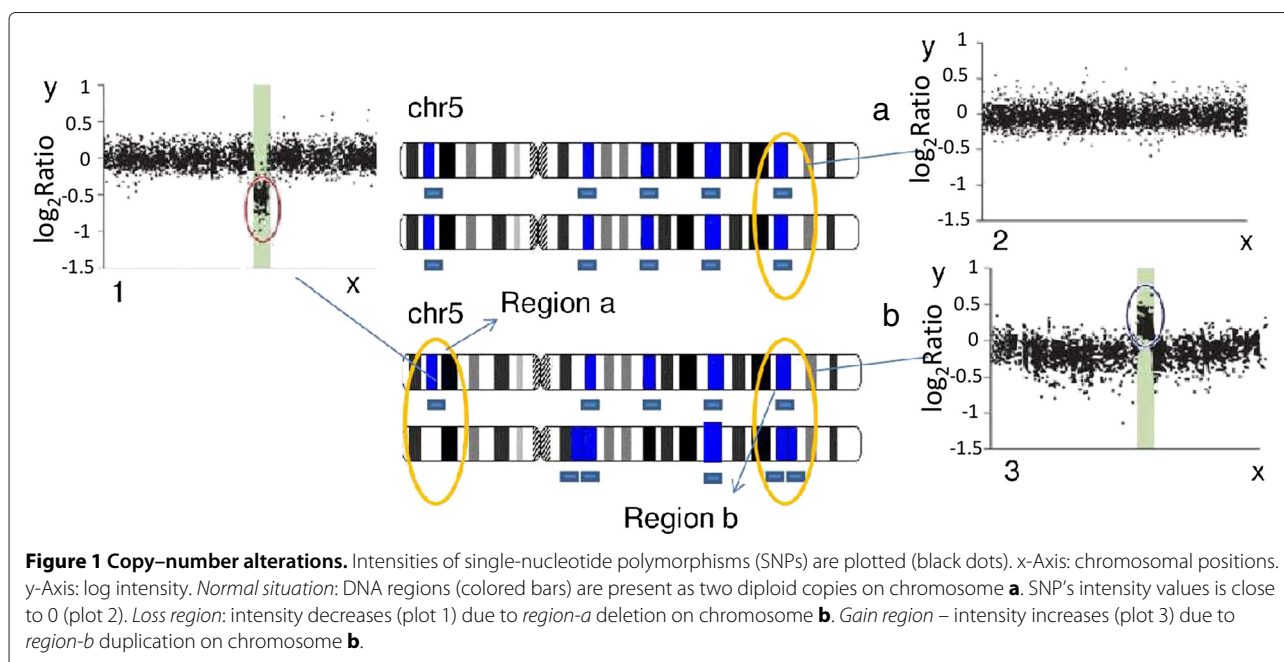 y
1
0.5
0
-0.5
-1
-1.5
log2Ratio
x
1
chr5
a
y
1
0.5
0
-0.5
-1
-1.5
log2Ratio
2
x
chr5
Region a
b
Region b
y
1
0.5
0
-0.5
-1
-1.5
log2Ratio
3
x
Figure 1 Copy–number alterations. Intensities of single-nucleotide polymorphisms (SNPs) are plotted (black dots). x-Axis: chromosomal positions.
y-Axis: log intensity. Normal situation: DNA regions (colored bars) are present as two diploid copies on chromosome a. SNP's intensity values is close
to 0 (plot 2). Loss region: intensity decreases (plot 1) due to region-a deletion on chromosome b. Gain region – intensity increases (plot 3) due to
region-b duplication on chromosome b.